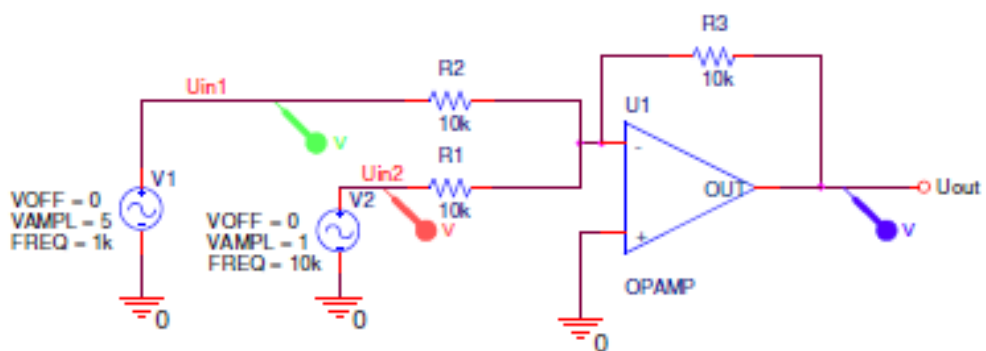 R3
10k
R2
Uin1
10k
U1
V
-
R1
Uin2
10k
V1
V2
OUT
Uout
VOFF = 0
VAMPL = 5
FREQ = 1k
VOFF = 0
VAMPL = 1
FREQ = 10k
V
V
+
OPAMP
0
0
0